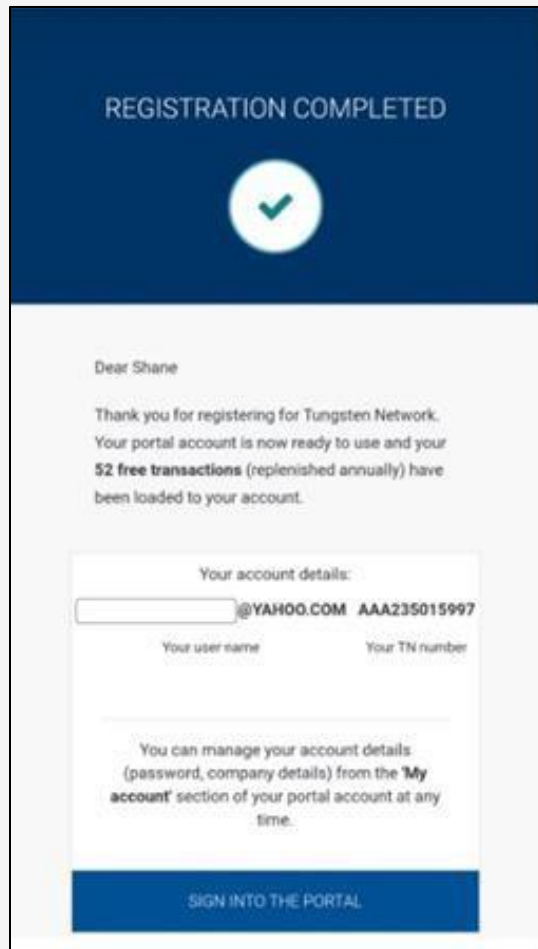 REGISTRATION COMPLETED
Dear Shane
Thank you for registering for Tungsten Network.
Your portal account is now ready to use and your
52 free transactions (replenished annually) have
been loaded to your account.
Your account details:
@YAHOO.COM AAA235015997
Your user name Your TN number
You can manage your account details
(password, company details) from the 'My
account' section of your portal account at any
time.
SIGN INTO THE PORTAL